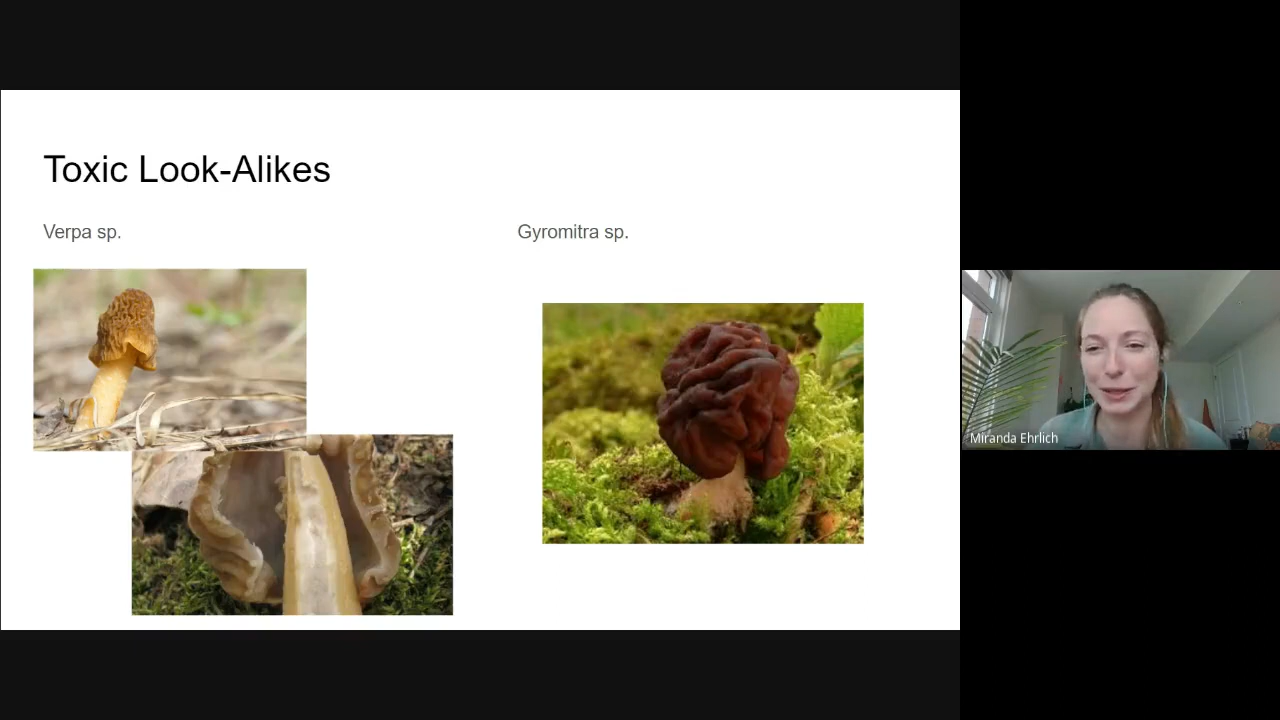 Toxic Look-Alikes
Verpa sp.
Gyromitra sp.
Miranda Ehrlich